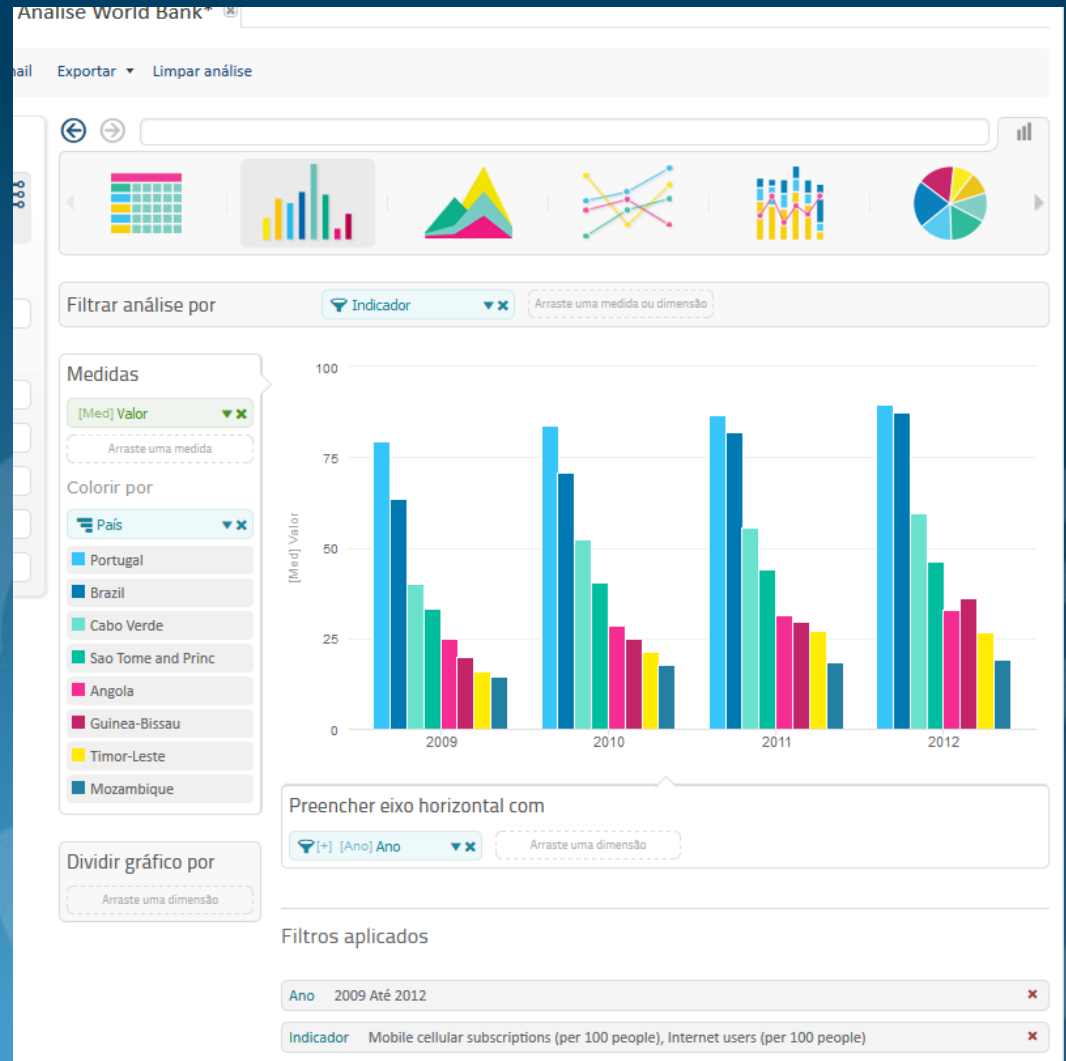 Análise World Bank*
Exportar Limpar análise
Filtrar análise por
Indicador
Arraste uma medida ou dimensão
Medidas
[Med] Valor
Arraste uma medida
Colorir por
País
Portugal
Brazil
Cabo Verde
Sao Tome and Princ
Angola
Guinea-Bissau
Timor-Leste
Mozambique
Dividir gráfico por
Arraste uma dimensão
100
75
50
25
0
[Med] Valor
2009 2010 2011 2012
Preencher eixo horizontal com
[+] [Ano] Ano
Arraste uma dimensão
Filtros aplicados
Ano 2009 Até 2012
Indicador Mobile cellular subscriptions (per 100 people), Internet users (per 100 people)